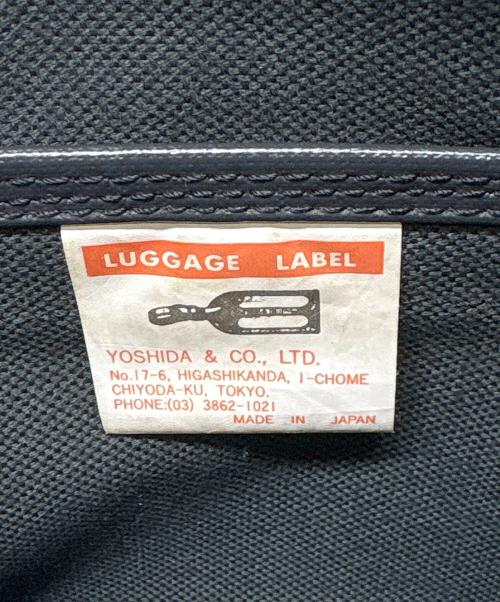 LUGGAGE LABEL
YOSHIDA & CO., LTD.
No.17-6, HIGASHIKANDA, 1-CHOME
CHIYODA-KU, TOKYO.
PHONE:(03) 3862-1021
MADE IN JAPAN